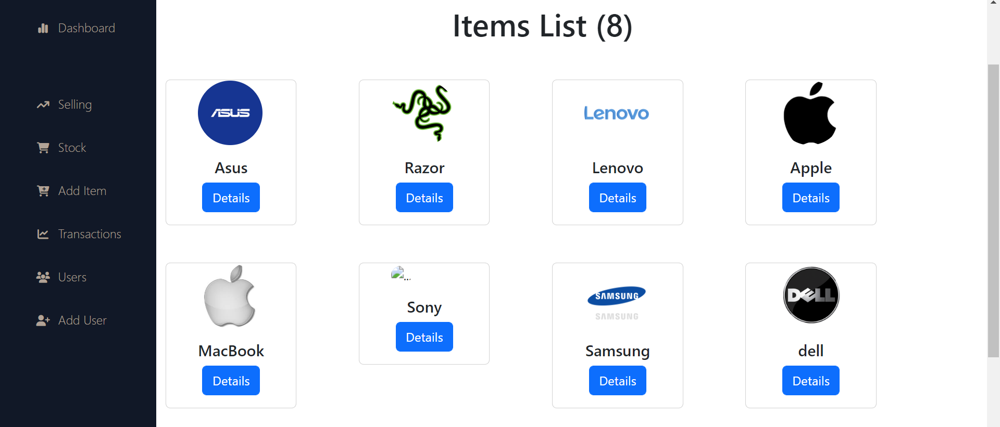 Items List (8)
Dashboard
Selling
Stock
Add Item
Transactions
Users
Add User
ASUS
Asus
Details
Razor
Details
Lenovo
Lenovo
Details
Apple
Details
MacBook
Details
...
Sony
Details
SAMSUNG
SAMSUNG
Samsung
Details
DELL
dell
Details